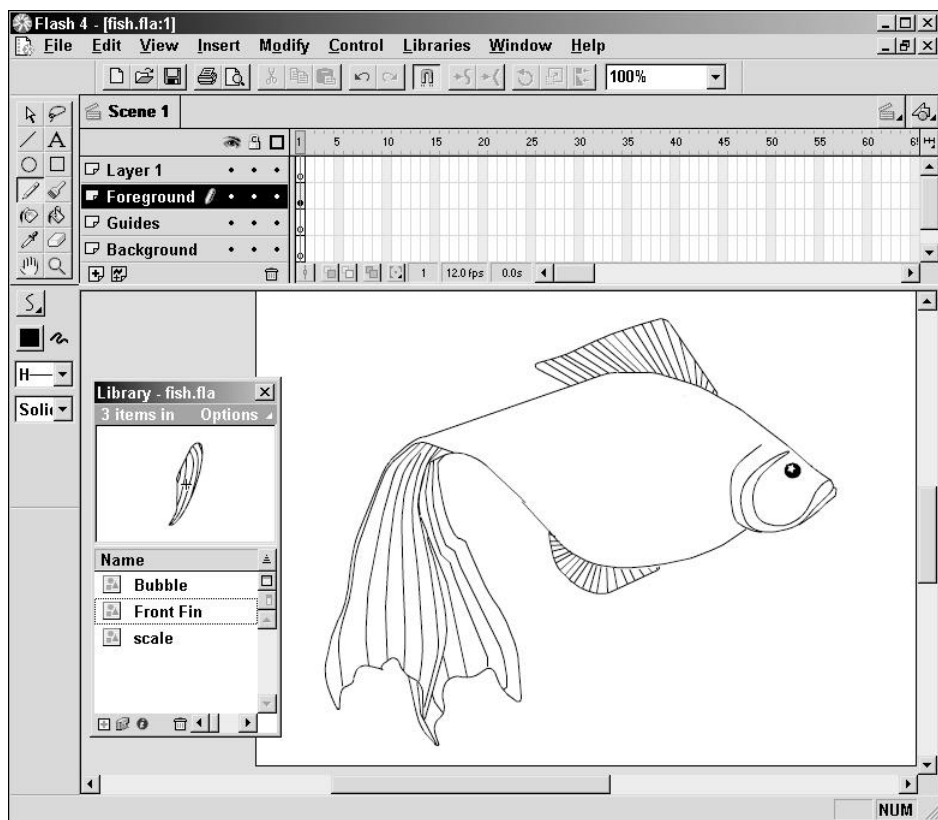 Flash 4 - [fish.fla:1]
File Edit View Insert Modify Control Libraries Window Help
100%
Scene 1
1 5 10 15 20 25 30 35 40 45 50 55 60
Layer 1
Foreground
Guides
Background
1 12.0 fps 0.0s
H
Soli
Library - fish.fla
3 items in Options
Name
Bubble
Front Fin
scale
NUM